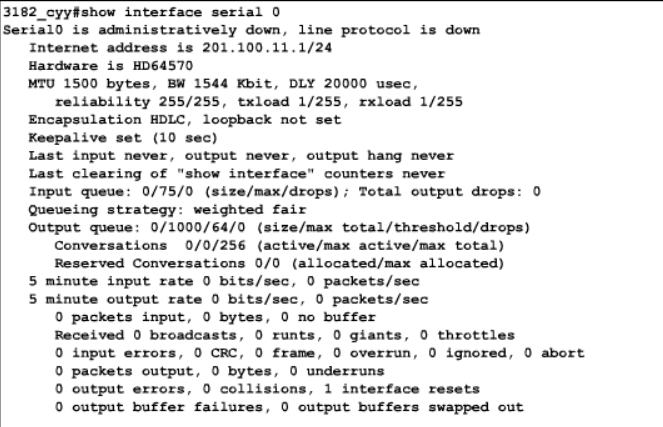 3182_cyy#show interface serial 0
Serial0 is administratively down, line protocol is down
Internet address is 201.100.11.1/24
Hardware is HD64570
MTU 1500 bytes, BW 1544 Kbit, DLY 20000 usec,
reliability 255/255, txload 1/255, rxload 1/255
Encapsulation HDLC, loopback not set
Keepalive set (10 sec)
Last input never, output never, output hang never
Last clearing of "show interface" counters never
Input queue: 0/75/0 (size/max/drops); Total output drops: 0
Queueing strategy: weighted fair
Output queue: 0/1000/64/0 (size/max total/threshold/drops)
Conversations 0/0/256 (active/max active/max total)
Reserved Conversations 0/0 (allocated/max allocated)
5 minute input rate 0 bits/sec, 0 packets/sec
5 minute output rate 0 bits/sec, 0 packets/sec
0 packets input, 0 bytes, 0 no buffer
Received 0 broadcasts, 0 runts, 0 giants, 0 throttles
0 input errors, 0 CRC, 0 frame, 0 overrun, 0 ignored, 0 abort
0 packets output, 0 bytes, 0 underruns
0 output errors, 0 collisions, 1 interface resets
0 output buffer failures, 0 output buffers swapped out